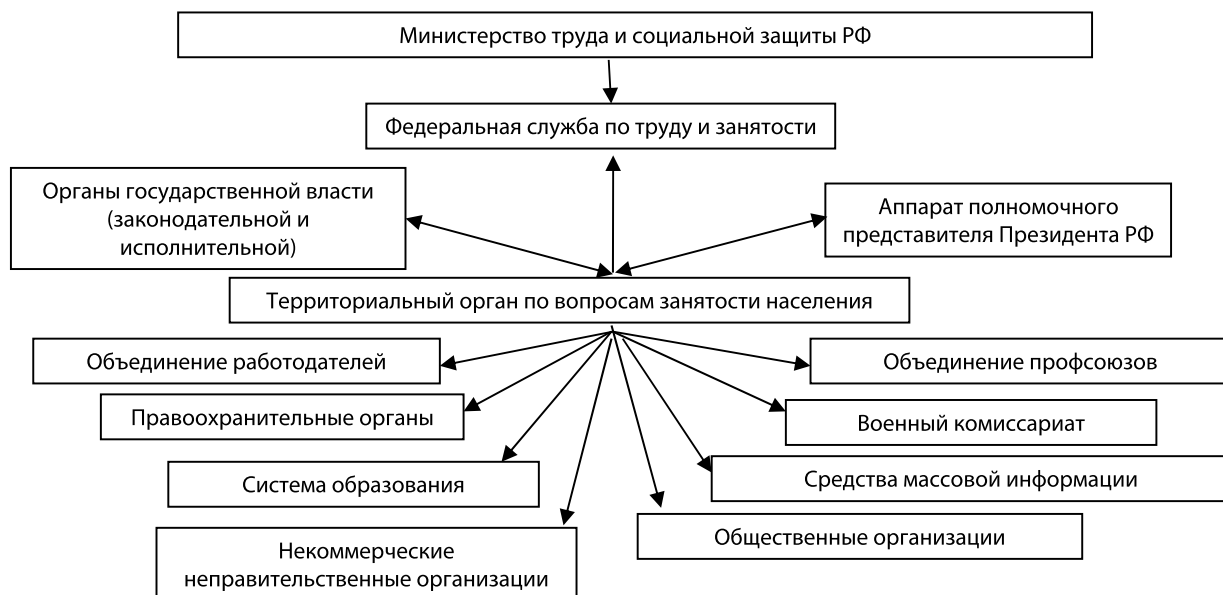 Министерство труда и социальной защиты РФ
Федеральная служба по труду и занятости
Органы государственной власти
(законодательной и
исполнительной)
Аппарат полномочного
представителя Президента РФ
Территориальный орган по вопросам занятости населения
Объединение работодателей
Объединение профсоюзов
Правоохранительные органы
Военный комиссариат
Система образования
Средства массовой информации
Некоммерческие
неправительственные организации
Общественные организации